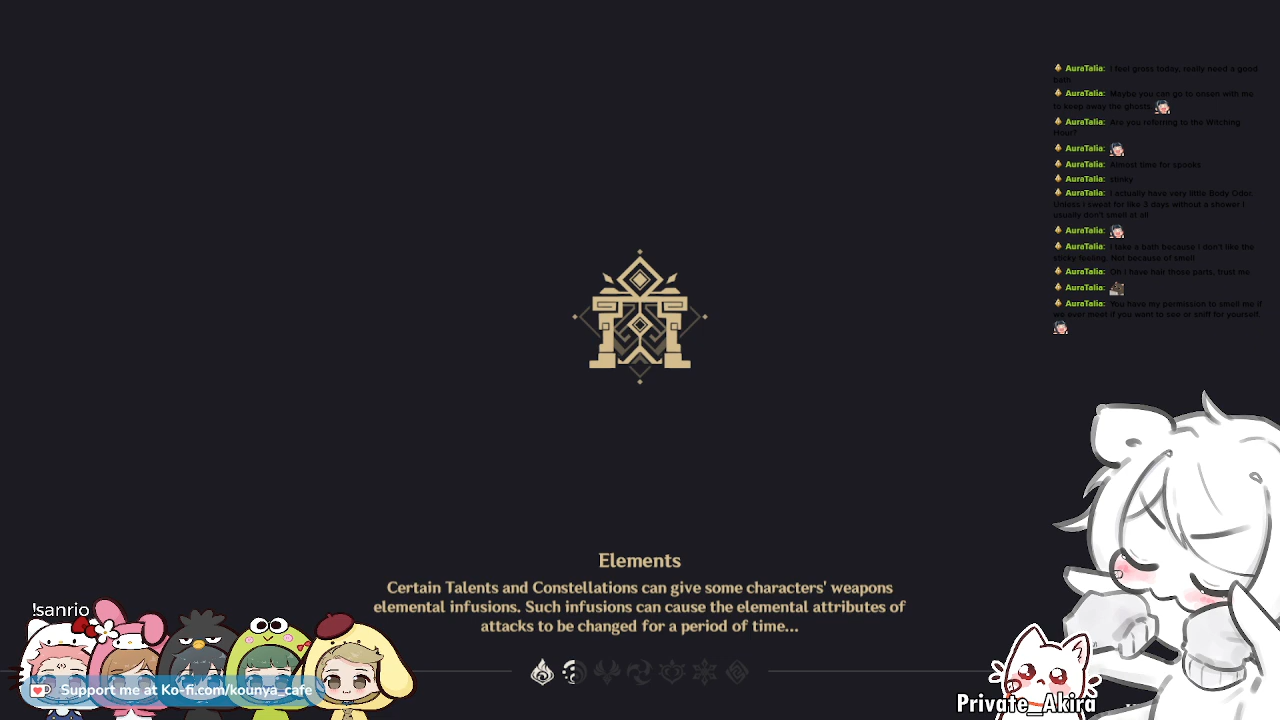 AuraTalia: I feel gross today, really need a good
bath
AuraTalia: Maybe you can go to onsen with me
to keep away the ghosts
AuraTalia: Are you referring to the Witching
Hour?
AuraTalia:
AuraTalia: Almost time for spooks
AuraTalia: stinky
AuraTalia: I actually have very little Body Odor.
Unless I sweat for like 3 days without a shower I
usually don't smell at all
AuraTalia:
AuraTalia: I take a bath because I don't like the
sticky feeling. Not because of smell
AuraTalia: Oh I have hair those parts, trust me
AuraTalia:
AuraTalia: You have my permission to smell me if
we ever meet if you want to see or sniff for yourself.
Elements
Certain Talents and Constellations can give some characters' weapons
elemental infusions. Such infusions can cause the elemental attributes of
attacks to be changed for a period of time...
!sanrio
Support me at Ko-fi.com/kounya_cafe
Private_Akira